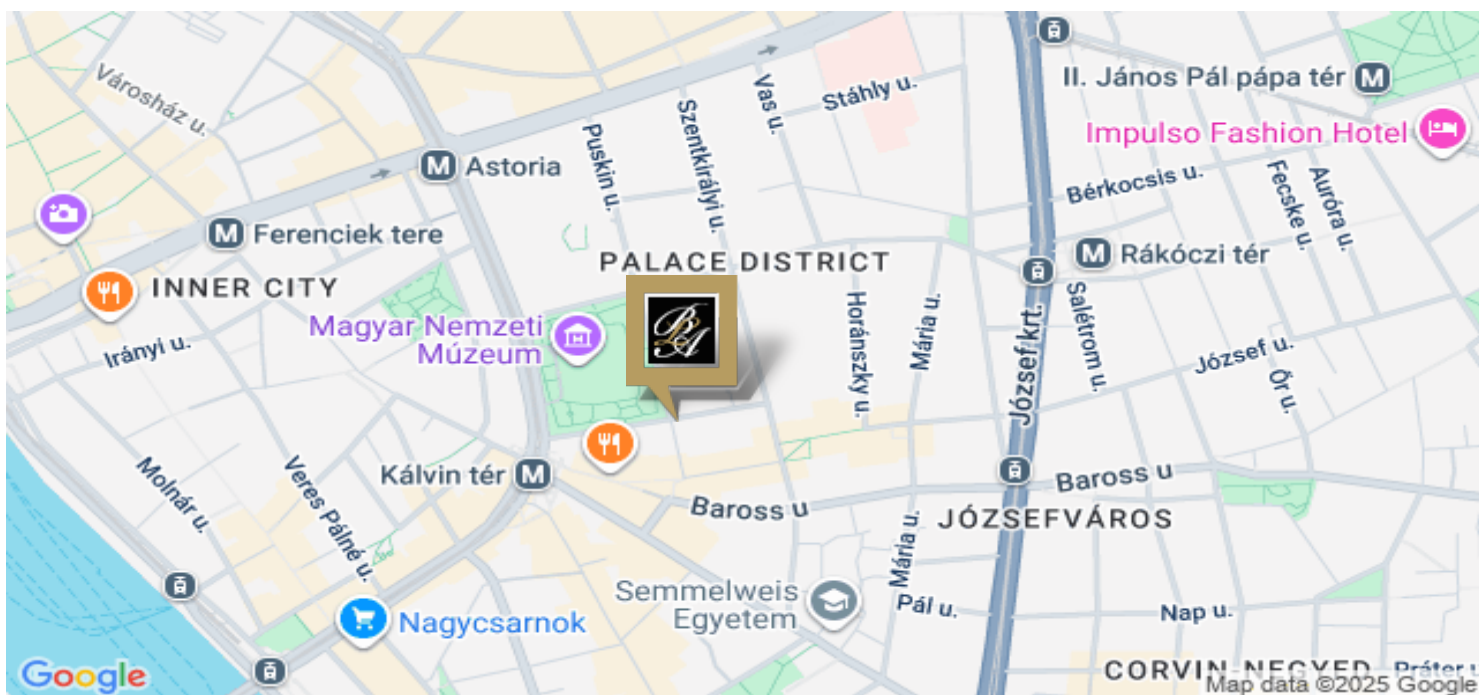 Városház u.
Astoria
Ferenciek tere
INNER CITY
Irányi u.
Magyar Nemzeti
Múzeum
Molnár u.
Veres Pálné u.
Kálvin tér
Nagycsarnok
Puskin u.
Szentkirályi u.
Vas u.
Stáhly u.
PALACE DISTRICT
Horánszky u.
Mária u.
Baross u
Semmelweis
Egyetem
Mária u.
Pál u.
JÓZSEFVÁROS
József krt.
II. János Pál pápa tér
Impulso Fashion Hotel
Bérkocsis u.
Fecske u.
Auróra u.
Rákóczi tér
Salétrom u.
József u.
Őr u.
Baross u
Nap u.
CORVIN-NEGYED
Práter u
Google
Map data ©2025 Google